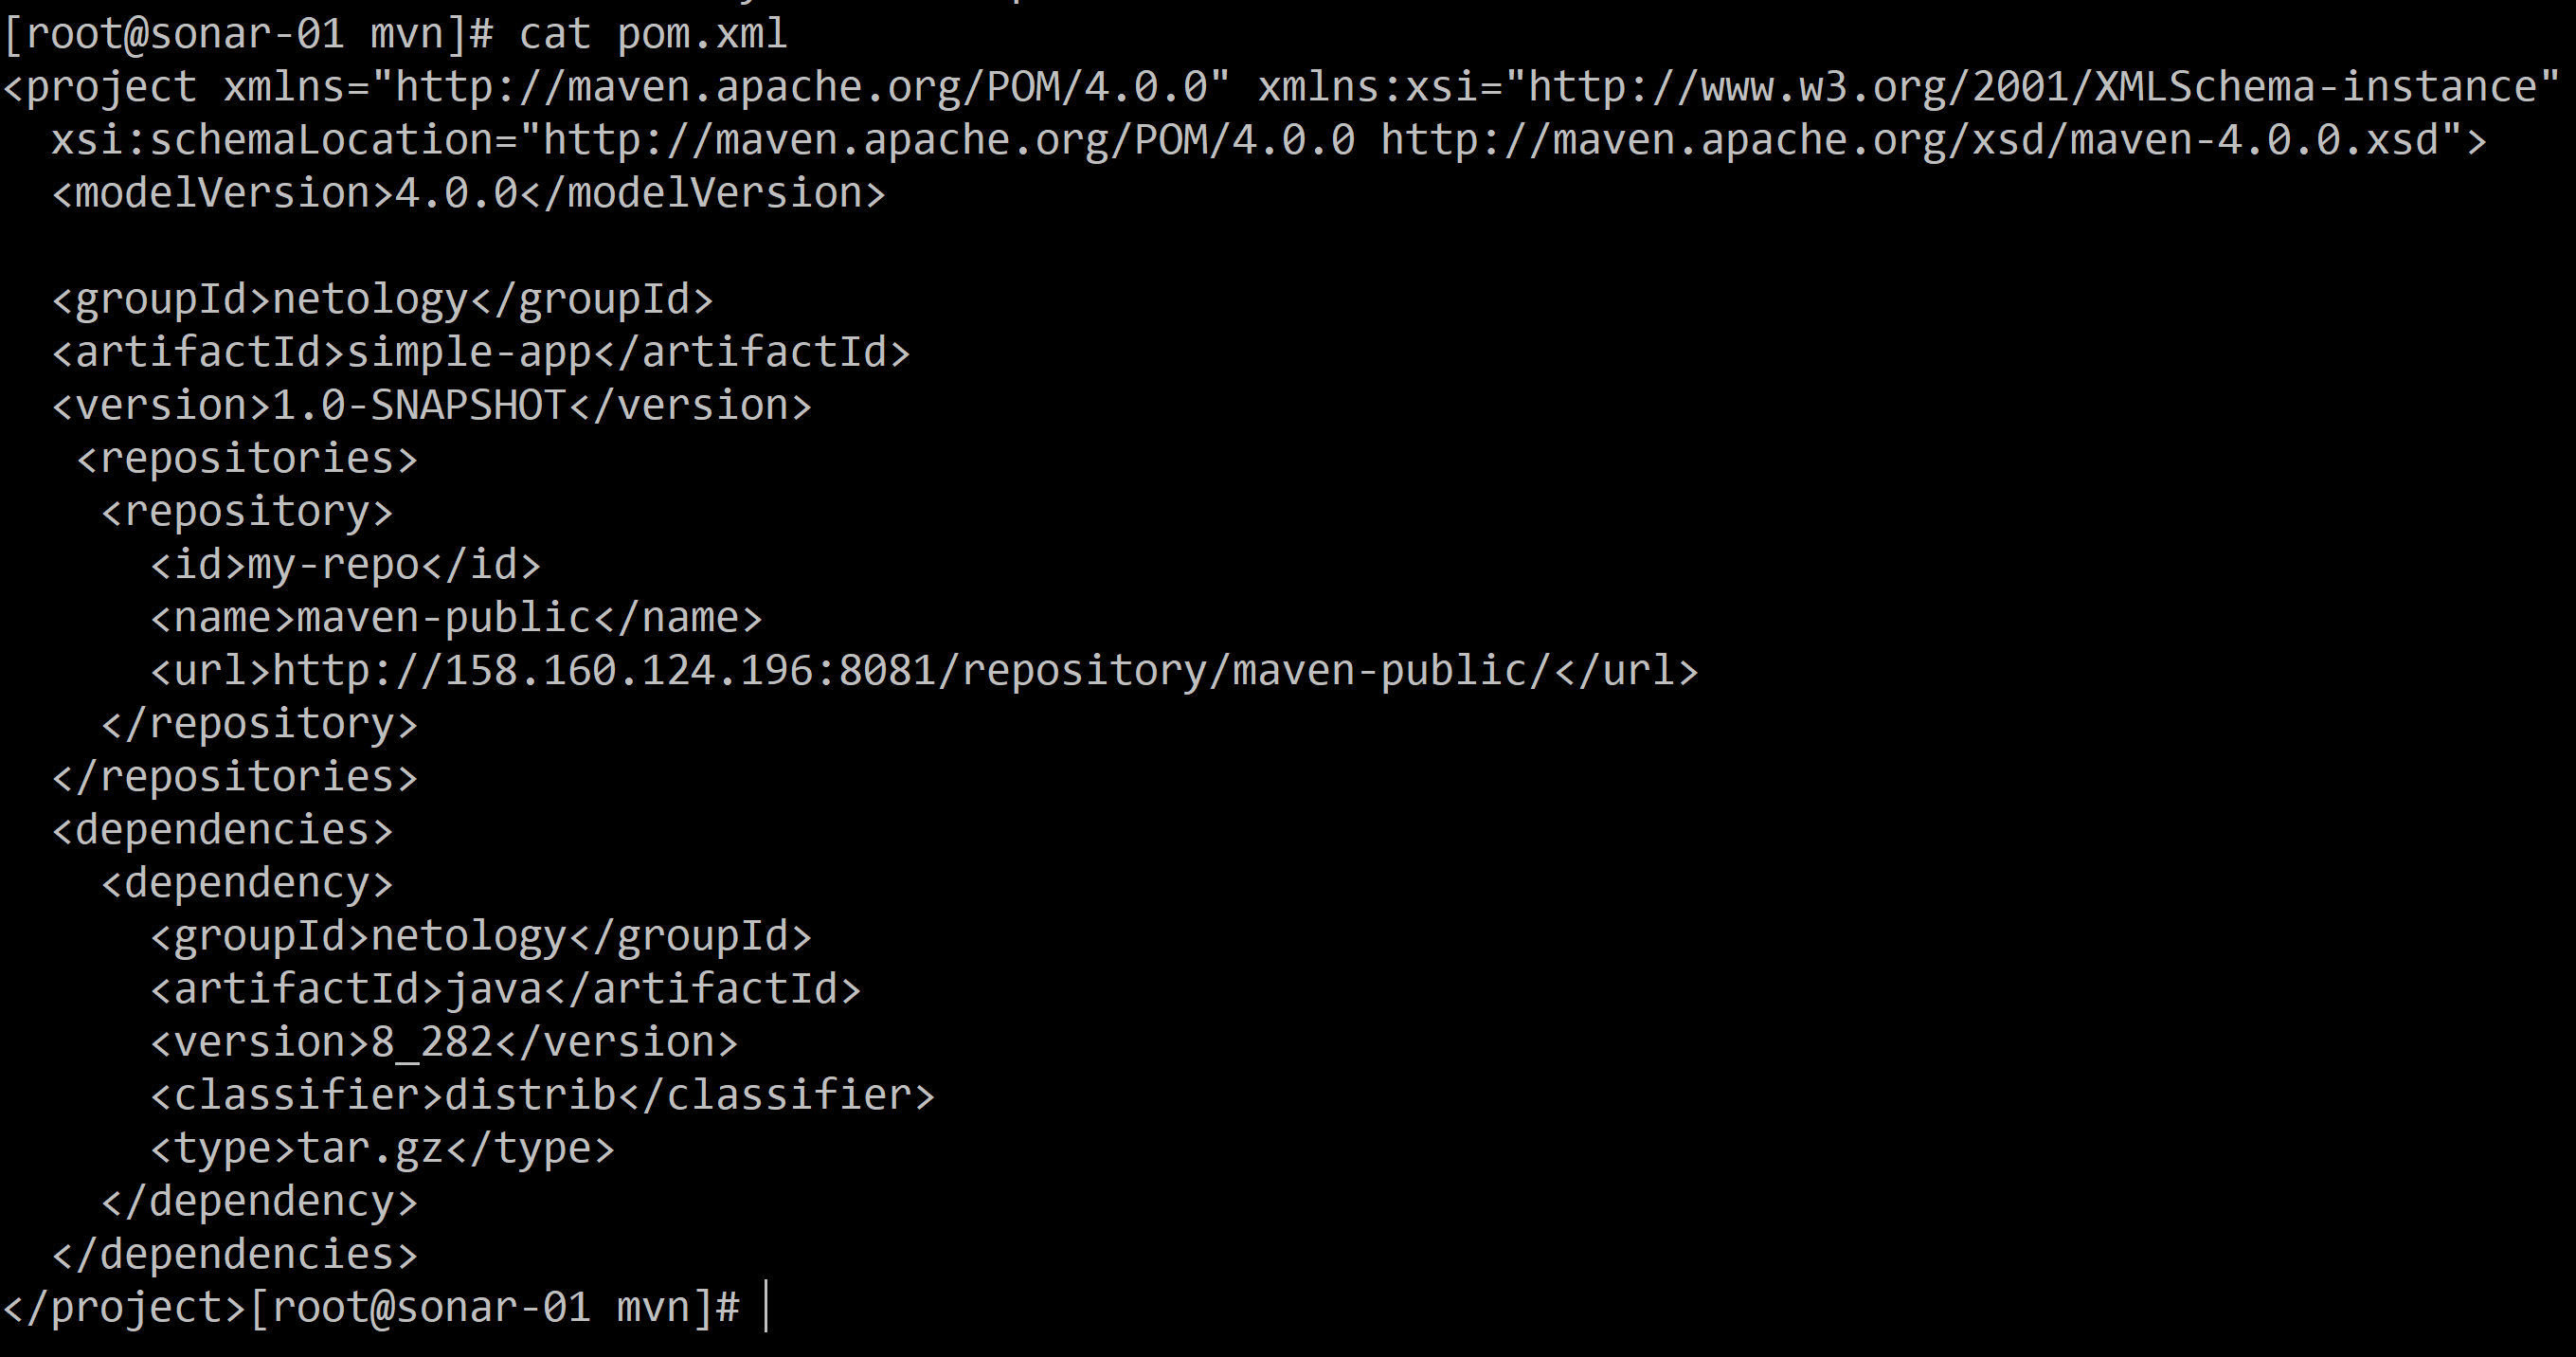 [root@sonar-01 mvn]# cat pom.xml
<project xmlns="http://maven.apache.org/POM/4.0.0" xmlns:xsi="http://www.w3.org/2001/XMLSchema-instance"
  xsi:schemaLocation="http://maven.apache.org/POM/4.0.0 http://maven.apache.org/xsd/maven-4.0.0.xsd">
  <modelVersion>4.0.0</modelVersion>

  <groupId>netology</groupId>
  <artifactId>simple-app</artifactId>
  <version>1.0-SNAPSHOT</version>
   <repositories>
    <repository>
      <id>my-repo</id>
      <name>maven-public</name>
      <url>http://158.160.124.196:8081/repository/maven-public/</url>
    </repository>
  </repositories>
  <dependencies>
    <dependency>
      <groupId>netology</groupId>
      <artifactId>java</artifactId>
      <version>8_282</version>
      <classifier>distrib</classifier>
      <type>tar.gz</type>
    </dependency>
  </dependencies>
</project>[root@sonar-01 mvn]#